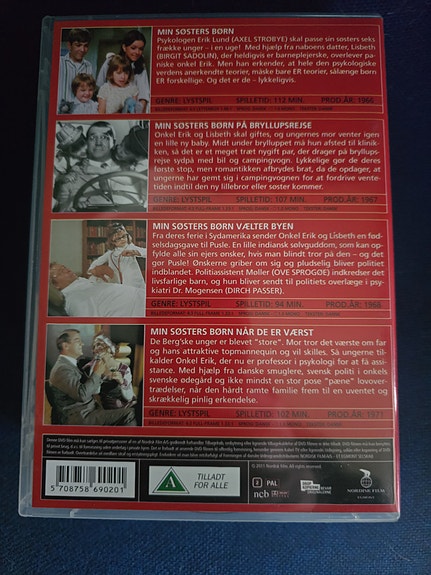 MIN SØSTERS BØRN
Psykologen Erik Lund (AXEL STRØBYE) skal passe sin søsters seks
frække unger – i en uge! Med hjælp fra naboens datter, Lisbeth
(BIRGIT SADOLIN), der heldigvis er barneplejerske, overlever pa-
niske onkel Erik. Men han erkender, at hele den psykologiske
verdens anerkendte teorier, måske bare ER teorier, sålænge børn
ER forskellige. Og det er de – lykkeligvis.
GENRE: LYSTSPIL SPILLETID: 112 MIN. PROD.ÅR: 1966
MIN SØSTERS BØRN PÅ BRYLLUPSREJSE
Onkel Erik og Lisbeth skal giftes, og ungernes mor venter igen
en lille ny baby. Midt under brylluppet må hun afsted til klinik-
ken, så det er et meget træt nygift par, der drager på bryllups-
rejse sydpå med bil og campingvogn. Lykkelige gør de deres
første stop, men romantikken afbrydes brat, da de opdager, at
ungerne har gemt sig i campingvognen for at fordrive vente-
tiden indtil den ny lillebror eller søster kommer.
GENRE: LYSTSPIL SPILLETID: 107 MIN. PROD.ÅR: 1967
MIN SØSTERS BØRN VÆLTER BYEN
Fra deres ferie i Sydamerika sender Onkel Erik og Lisbeth en fød-
selsdagsgave til Pusle. En lille indiansk solguddom, som kan op-
fylde alle sin ejers ønsker, hvis man blindt tror på den – og det
gør Pusle! Ønskerne griber om sig og pludselig bliver politiet
indblandet. Politiassistent Møller (OVE SPROGØE) indkredser det
livsfarlige barn, og hun bliver sendt til politiets overlæge i psy-
kiatri Dr. Mogensen (DIRCH PASSER).
GENRE: LYSTSPIL SPILLETID: 94 MIN. PROD.ÅR: 1968
MIN SØSTERS BØRN NÅR DE ER VÆRST
De Berg'ske unger er blevet "store". Mor tror det værste om far
og hans attraktive topmannequin og vil skilles. Så ungerne til-
kalder Onkel Erik, der nu er professor i psykologi for at få as-
sistance. Med hjælp fra danske smuglere, svensk politi i onkels
svenske ødegård og ikke mindst en stor pose "pæne" lovover-
trædelser, når den hårdt ramte familie frem til en uventet og
skrækkelig pinlig erkendelse.
GENRE: LYSTSPIL SPILLETID: 102 MIN. PROD.ÅR: 1971
5 708758 690201
A
TILLADT
FOR ALLE
© 2011 Nordisk Film, All rights reserved.
2 PAL
ncb
NORDISK FILM